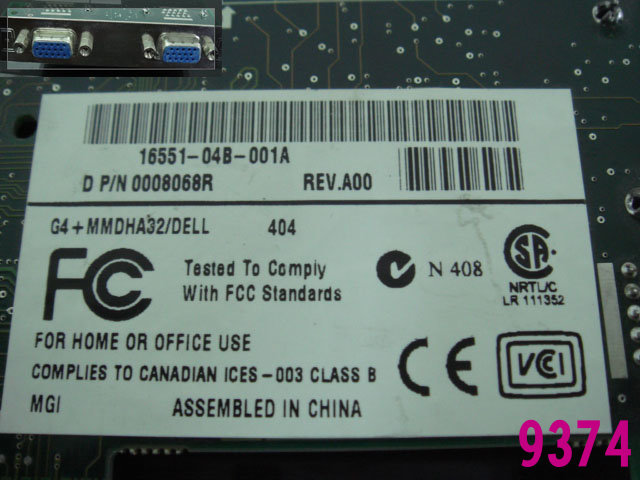 16551-04B-001A
D P/N 0008068R REV.A00
G4+MMDHA32/DELL 404
FC Tested To Comply
With FCC Standards
N 408
SA
NRTL/C
LR 111352
FOR HOME OR OFFICE USE
COMPLIES TO CANADIAN ICES-003 CLASS B
CE VCCI
MGI ASSEMBLED IN CHINA
9374